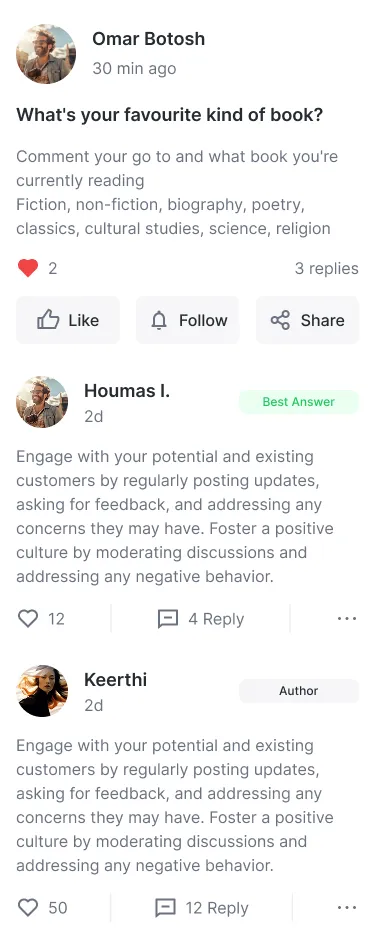 Omar Botosh
30 min ago
What's your favourite kind of book?
Comment your go to and what book you're
currently reading
Fiction, non-fiction, biography, poetry,
classics, cultural studies, science, religion
2
3 replies
Like
Follow
Share
Houmas I.
Best Answer
2d
Engage with your potential and existing
customers by regularly posting updates,
asking for feedback, and addressing any
concerns they may have. Foster a positive
culture by moderating discussions and
addressing any negative behavior.
12
4 Reply
Keerthi
Author
2d
Engage with your potential and existing
customers by regularly posting updates,
asking for feedback, and addressing any
concerns they may have. Foster a positive
culture by moderating discussions and
addressing any negative behavior.
50
12 Reply